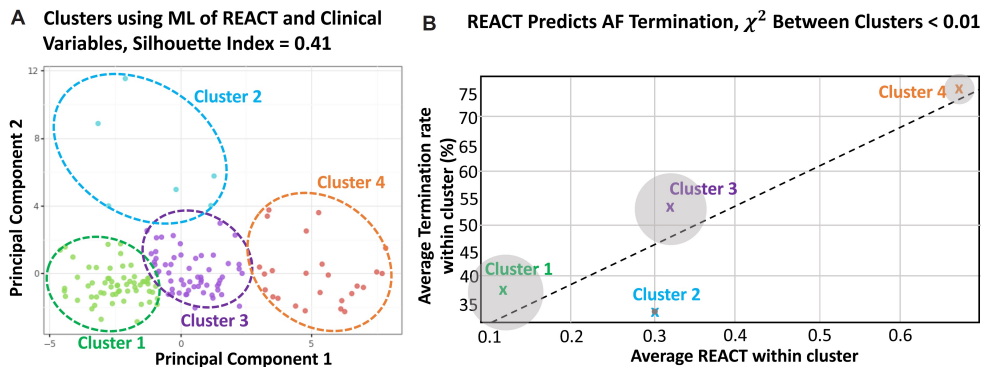 A
Clusters using ML of REACT and Clinical
Variables, Silhouette Index = 0.41
12
8
4
0
−5
0
5
Principal Component 2
Principal Component 1
Cluster 2
Cluster 4
Cluster 3
Cluster 1
B
REACT Predicts AF Termination, χ² Between Clusters < 0.01
Average Termination rate
within cluster (%)
75
70
65
60
55
50
45
40
35
0.1
0.2
0.3
0.4
0.5
0.6
Average REACT within cluster
Cluster 4
x
Cluster 3
x
Cluster 1
x
Cluster 2
x